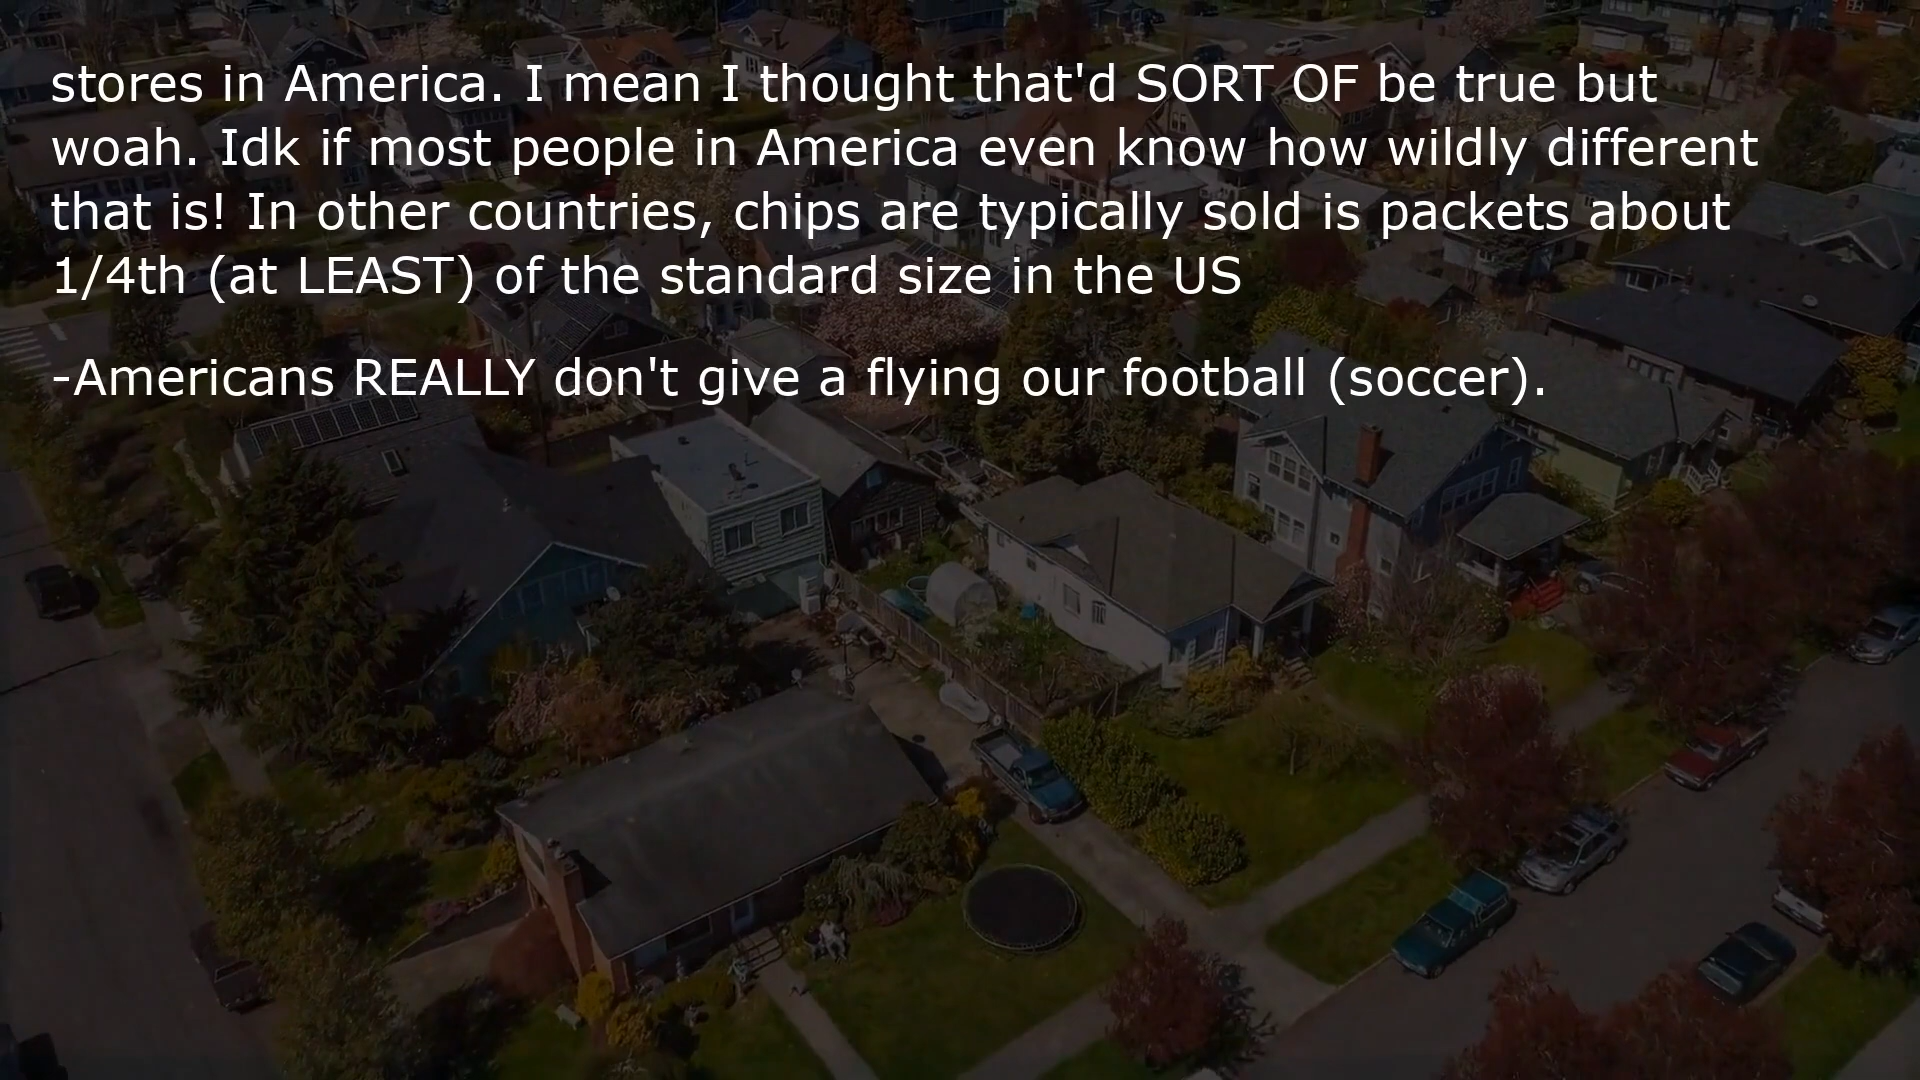 stores in America. I mean I thought that'd SORT OF be true but
woah. Idk if most people in America even know how wildly different
that is! In other countries, chips are typically sold is packets about
1/4th (at LEAST) of the standard size in the US
-Americans REALLY don't give a flying our football (soccer).